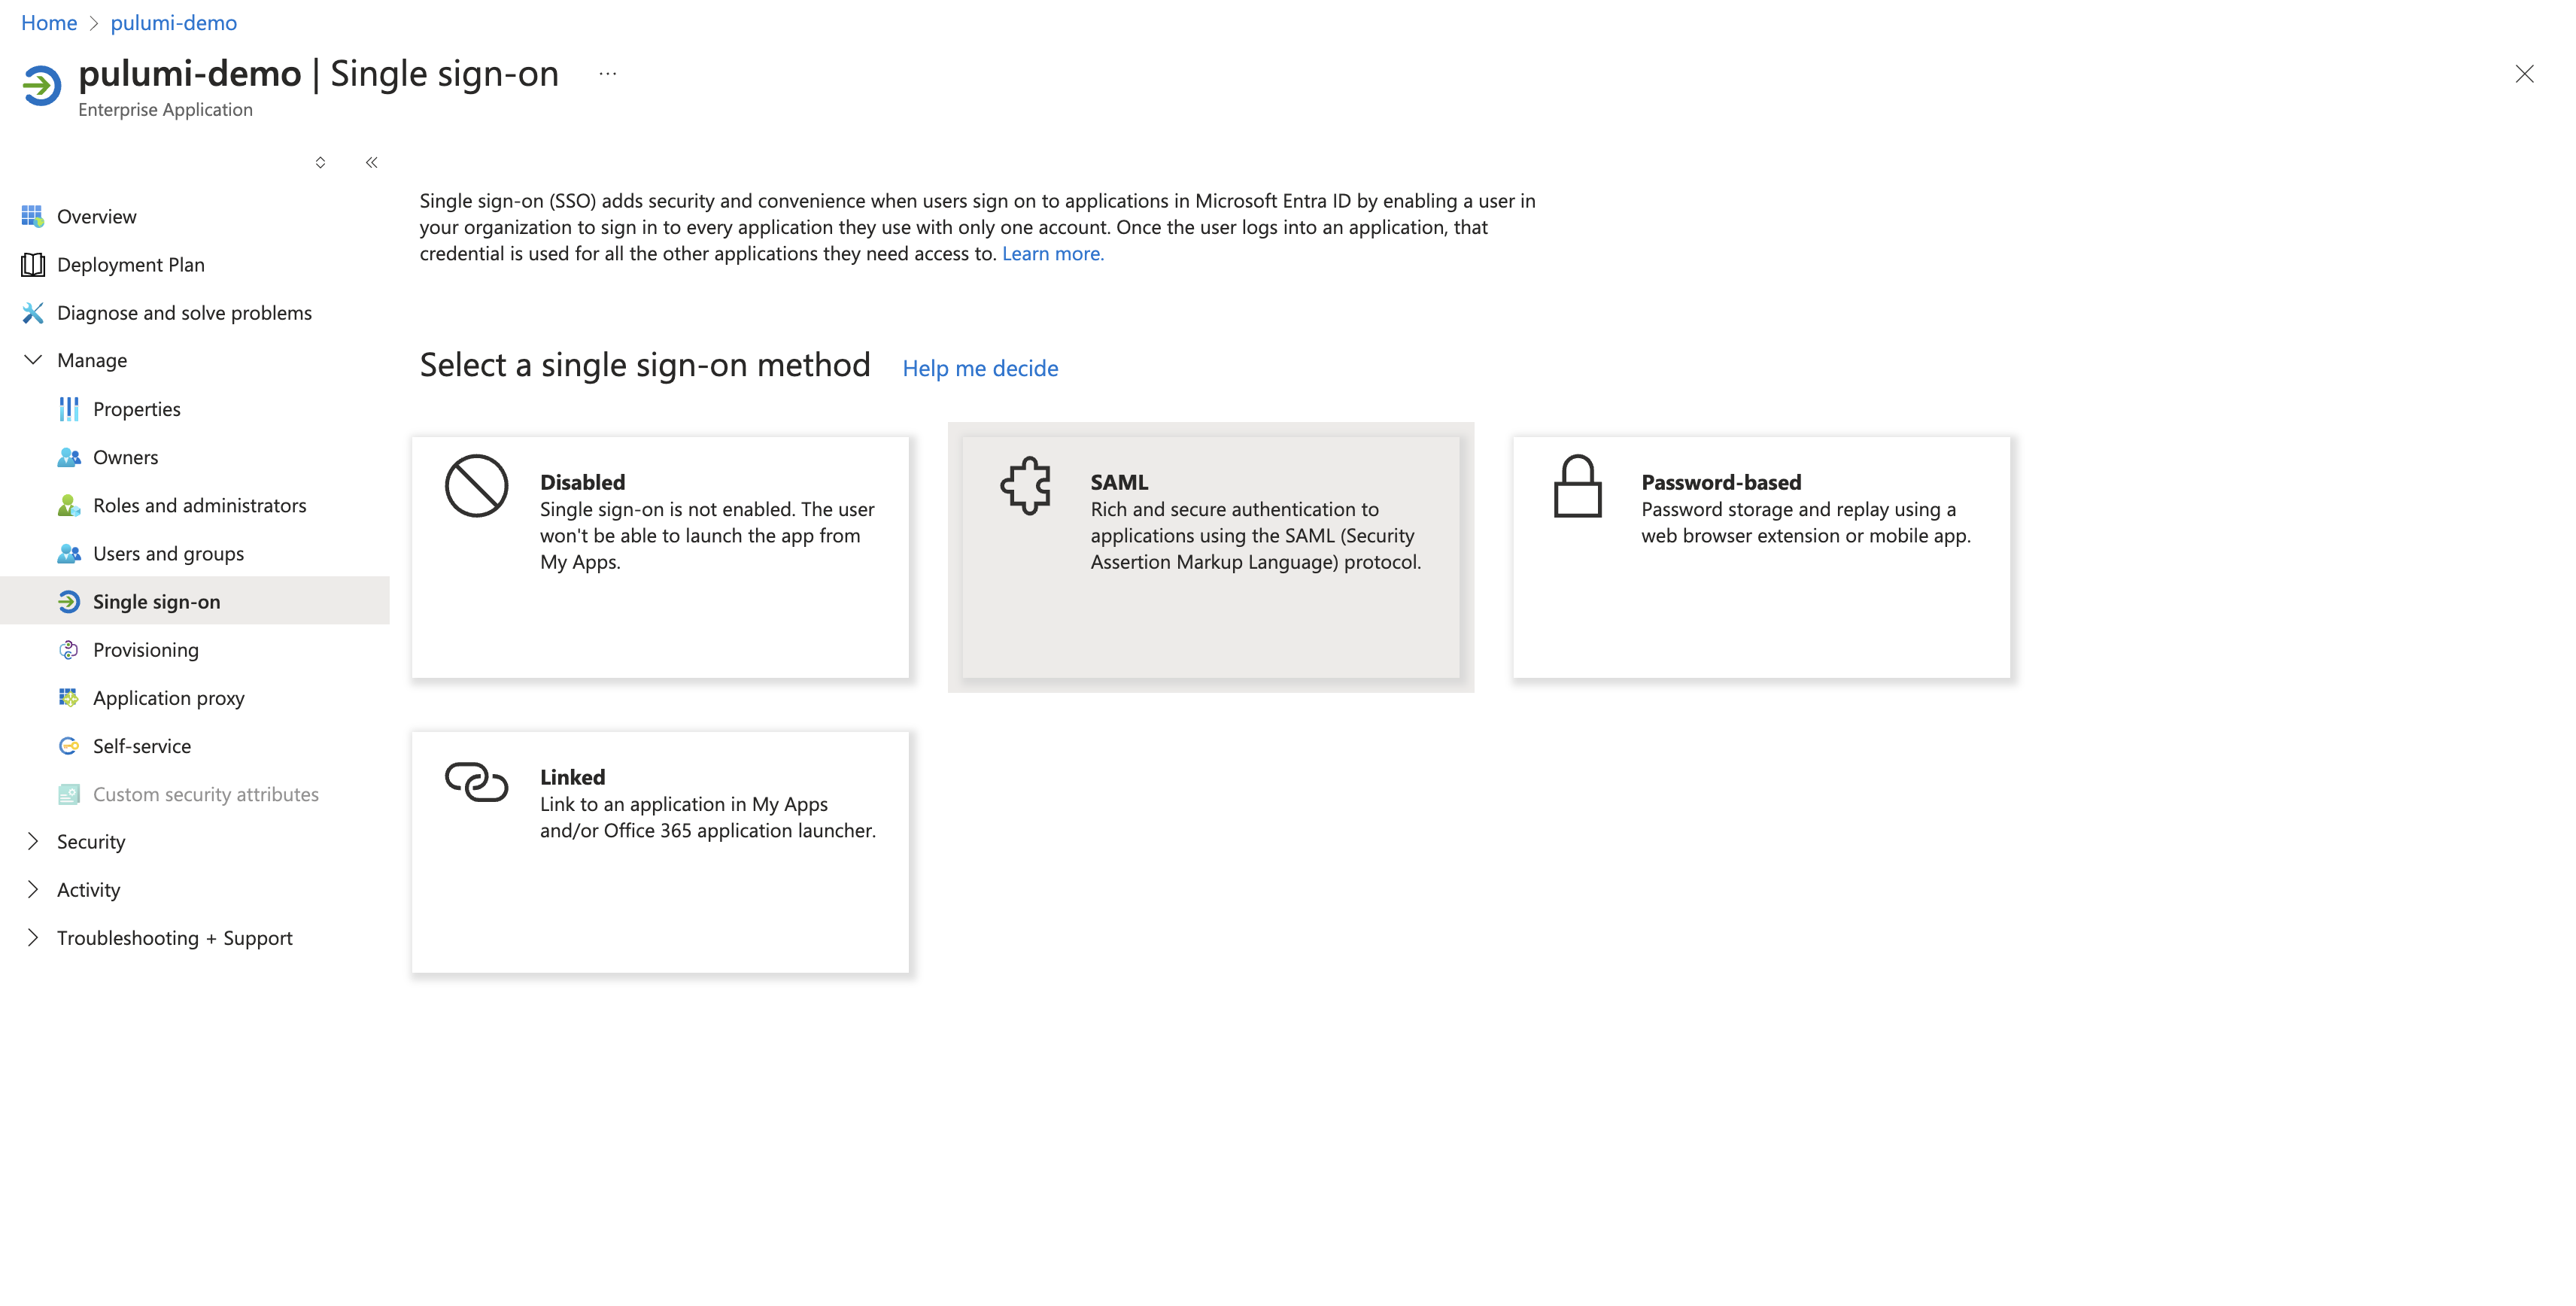 Home > pulumi-demo
pulumi-demo | Single sign-on ...
Enterprise Application
Overview
Deployment Plan
Diagnose and solve problems
Manage
Properties
Owners
Roles and administrators
Users and groups
Single sign-on
Provisioning
Application proxy
Self-service
Custom security attributes
Security
Activity
Troubleshooting + Support
Single sign-on (SSO) adds security and convenience when users sign on to applications in Microsoft Entra ID by enabling a user in
your organization to sign in to every application they use with only one account. Once the user logs into an application, that
credential is used for all the other applications they need access to. Learn more.
Select a single sign-on method Help me decide
Disabled
Single sign-on is not enabled. The user
won't be able to launch the app from
My Apps.
SAML
Rich and secure authentication to
applications using the SAML (Security
Assertion Markup Language) protocol.
Password-based
Password storage and replay using a
web browser extension or mobile app.
Linked
Link to an application in My Apps
and/or Office 365 application launcher.